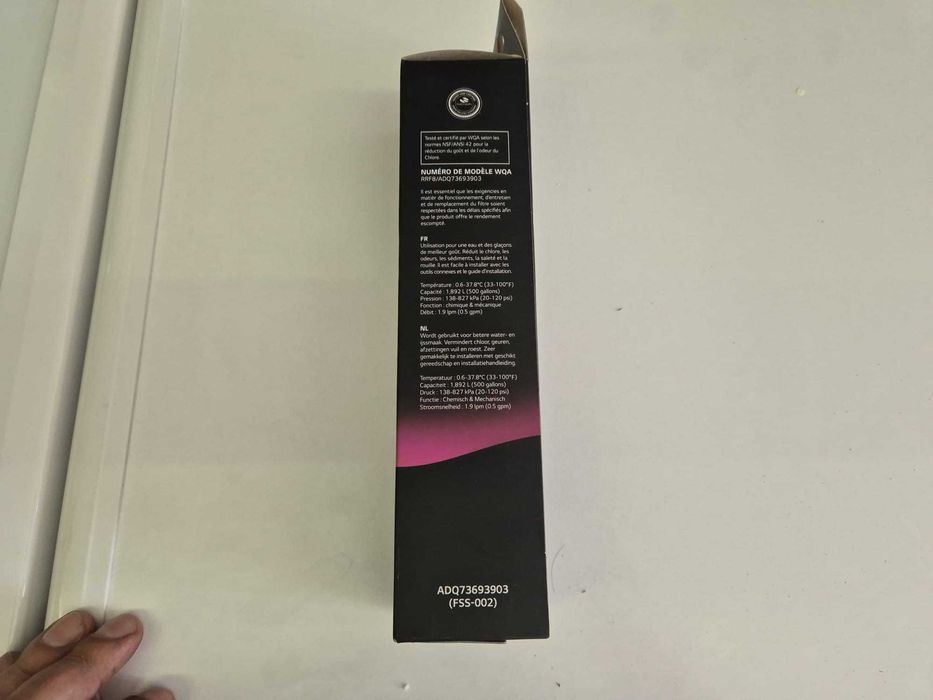 Testé et certifié par WQA selon les
normes NSF/ANSI 42 pour la
réduction du goût et de l'odeur du
Chlore.
NUMÉRO DE MODÈLE WQA
RRFB/ADQ73693903
Il est essentiel que les exigencies en
matiér de fonctionnement, d'entretien
et de remplacement du filtre soient
respectées dans les délais spécifiés afin
que le produit offre le rendement
escompté.
FR
Utilisation pour une eau et des glaçons
de meilleur goût. Réduit le chlore, les
odeurs, les sédiments, la saleté et la
rouille. Il est facile à installer avec les
outils connexes et le guide d'installation.
Température : 0.6-37.8°C (33-100°F)
Capacité : 1,892 L (500 gallons)
Pression : 138-827 kPa (20-120 psi)
Fonction : chimique & mécanique
Débit : 1.9 lpm (0.5 gpm)
NL
Wordt gebruikt voor betere water- en
ijssmaak. Vermindert chloor, geuren,
afzettingen vuil en roest. Zeer
gemakkelijk te installeren met geschikt
gereedschap en installatiehandleiding.
Temperatuur : 0.6-37.8°C (33-100°F)
Capaciteit : 1,892 L (500 gallons)
Druck : 138-827 kPa (20-120 psi)
Functie : Chemisch & Mechanisch
Stroomsnelheid : 1.9 lpm (0.5 gpm)
ADQ73693903
(FSS-002)